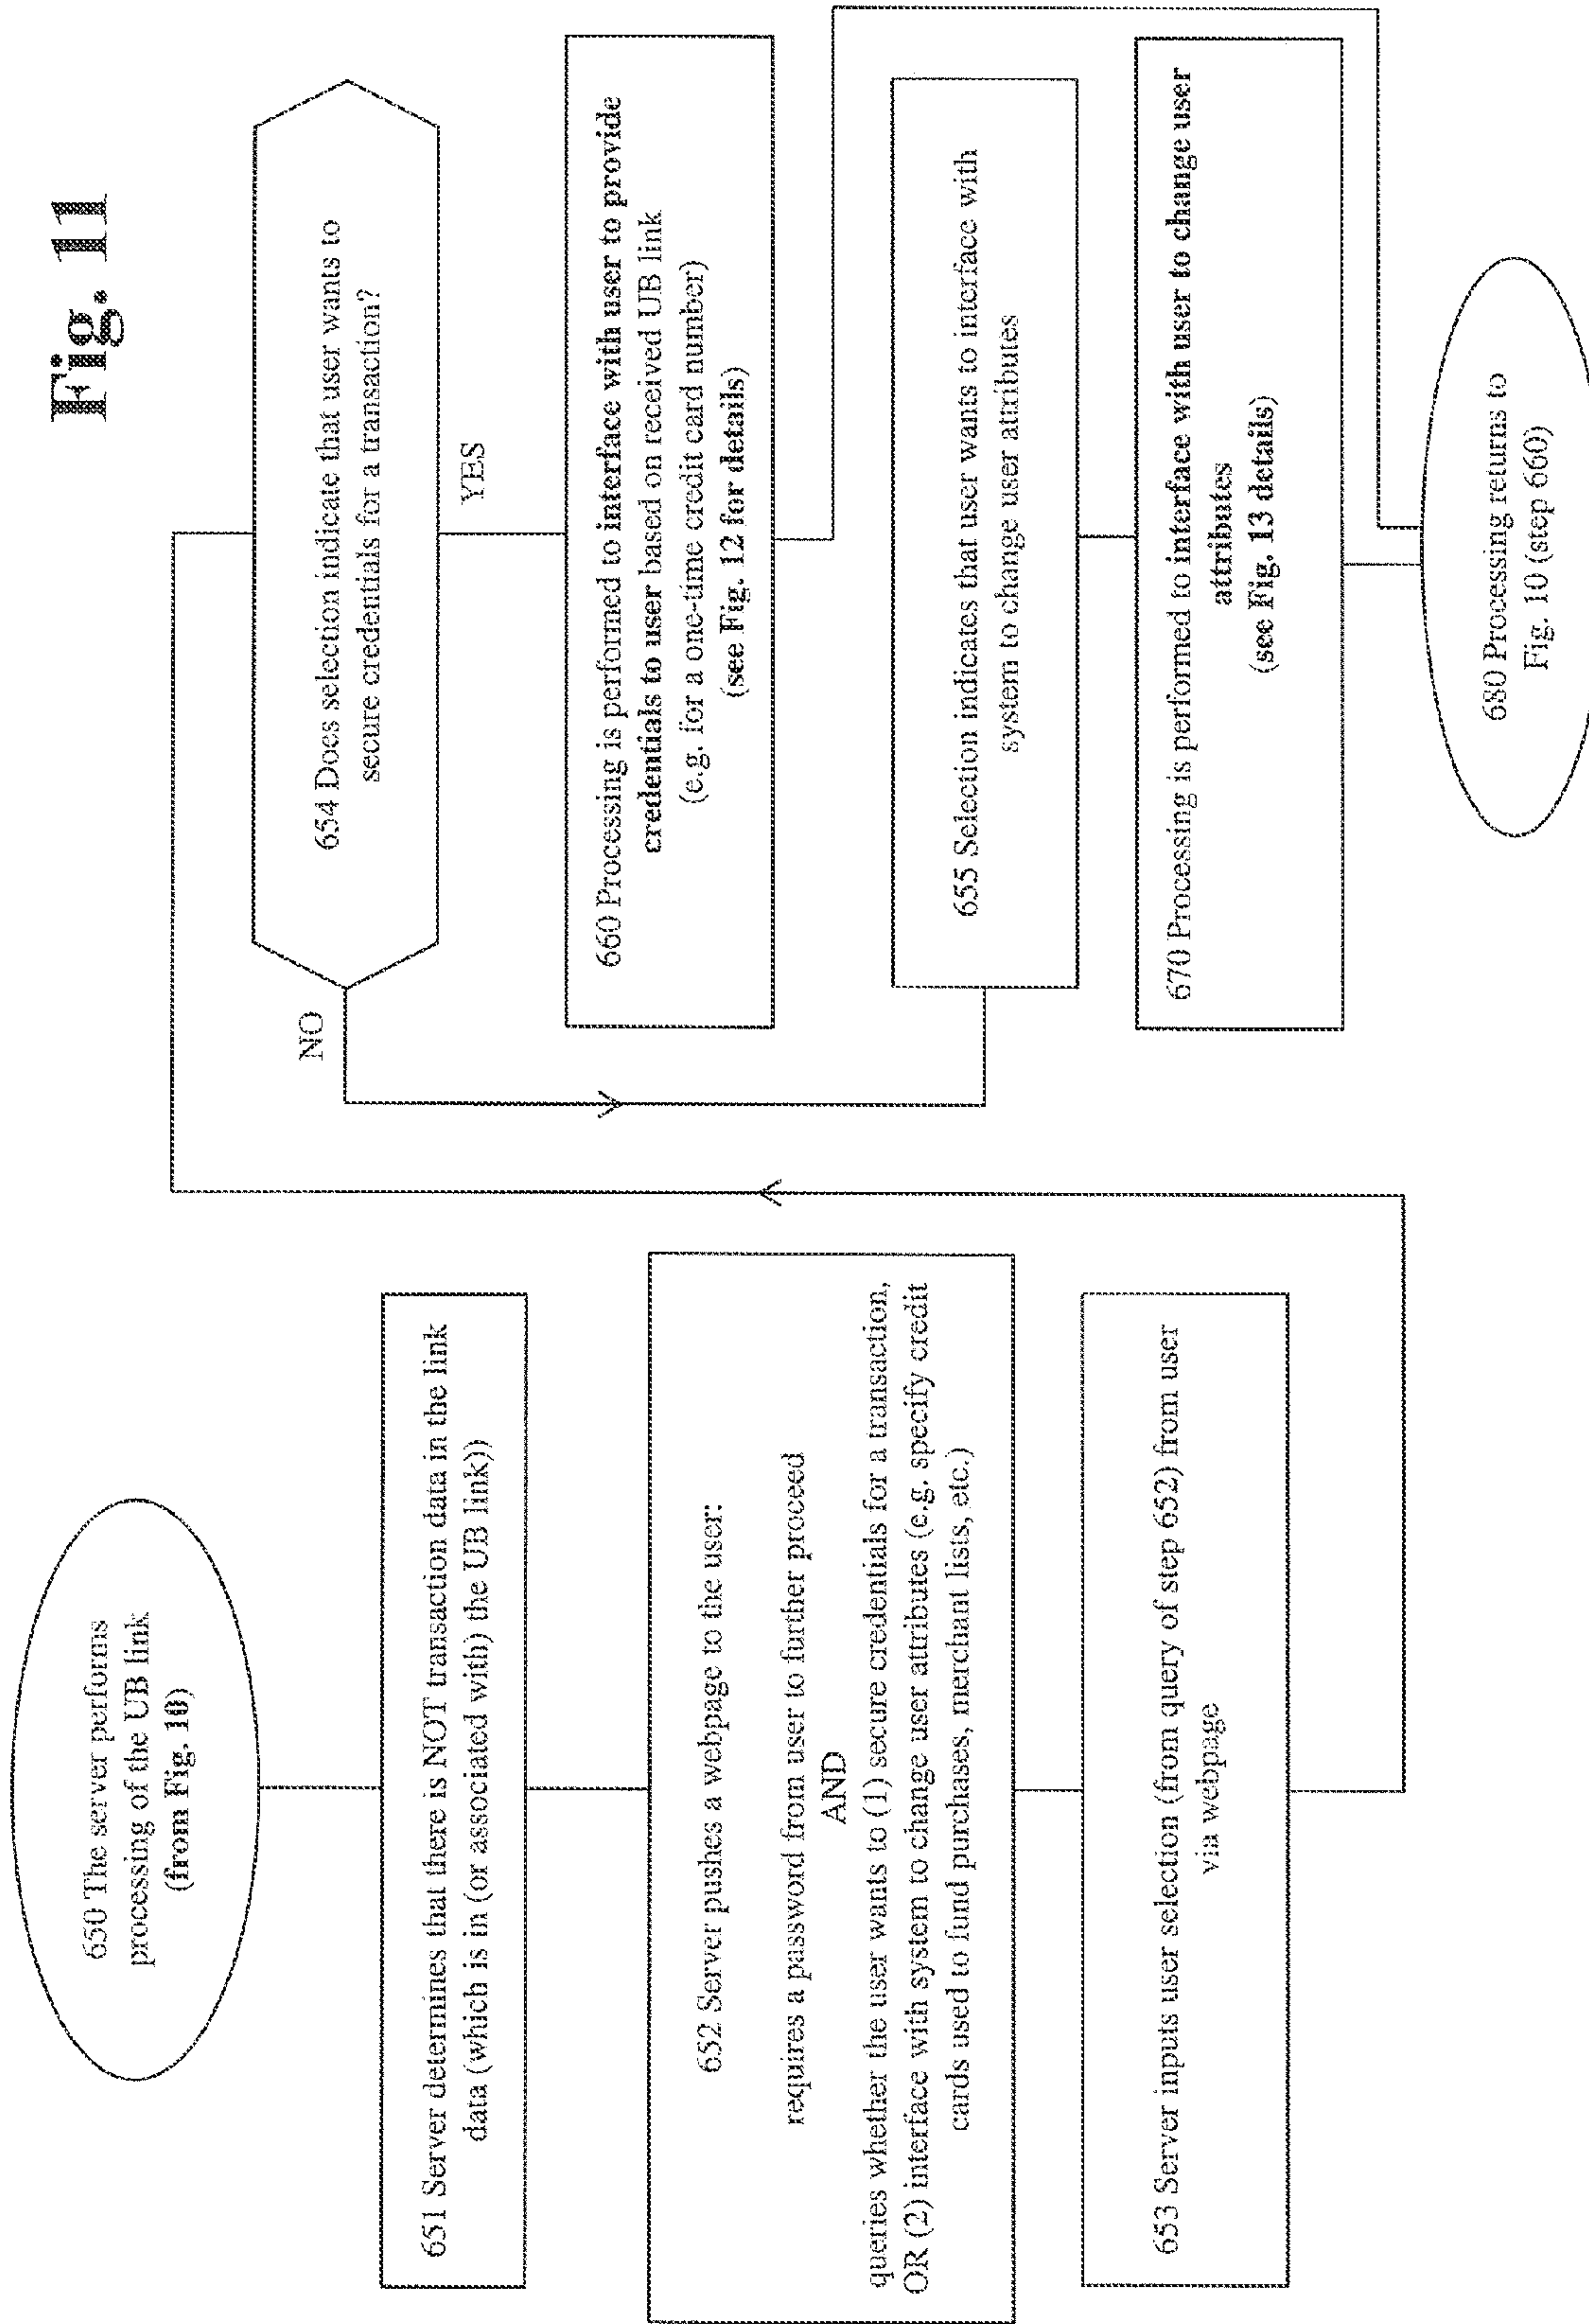 Fig. 11
650 The server performs
processing of the UB link
(from Fig. 10)
651 Server determines that there is NOT transaction data in the link
data (which is in (or associated with) the UB link))
652 Server pushes a webpage to the user:
requires a password from user to further proceed
AND
queries whether the user wants to (1) secure credentials for a transaction,
OR (2) interface with system to change user attributes (e.g. specify credit
cards used to fund purchases, merchant lists, etc.)
653 Server inputs user selection (from query of step 652) from user
via webpage
654 Does selection indicate that user wants to
secure credentials for a transaction?
NO
YES
660 Processing is performed to interface with user to provide
credentials to user based on received UB link
(e.g. for a one-time credit card number)
(see Fig. 12 for details)
655 Selection indicates that user wants to interface with
system to change user attributes
670 Processing is performed to interface with user to change user
attributes
(see Fig. 13 details)
680 Processing returns to
Fig. 10 (step 660)